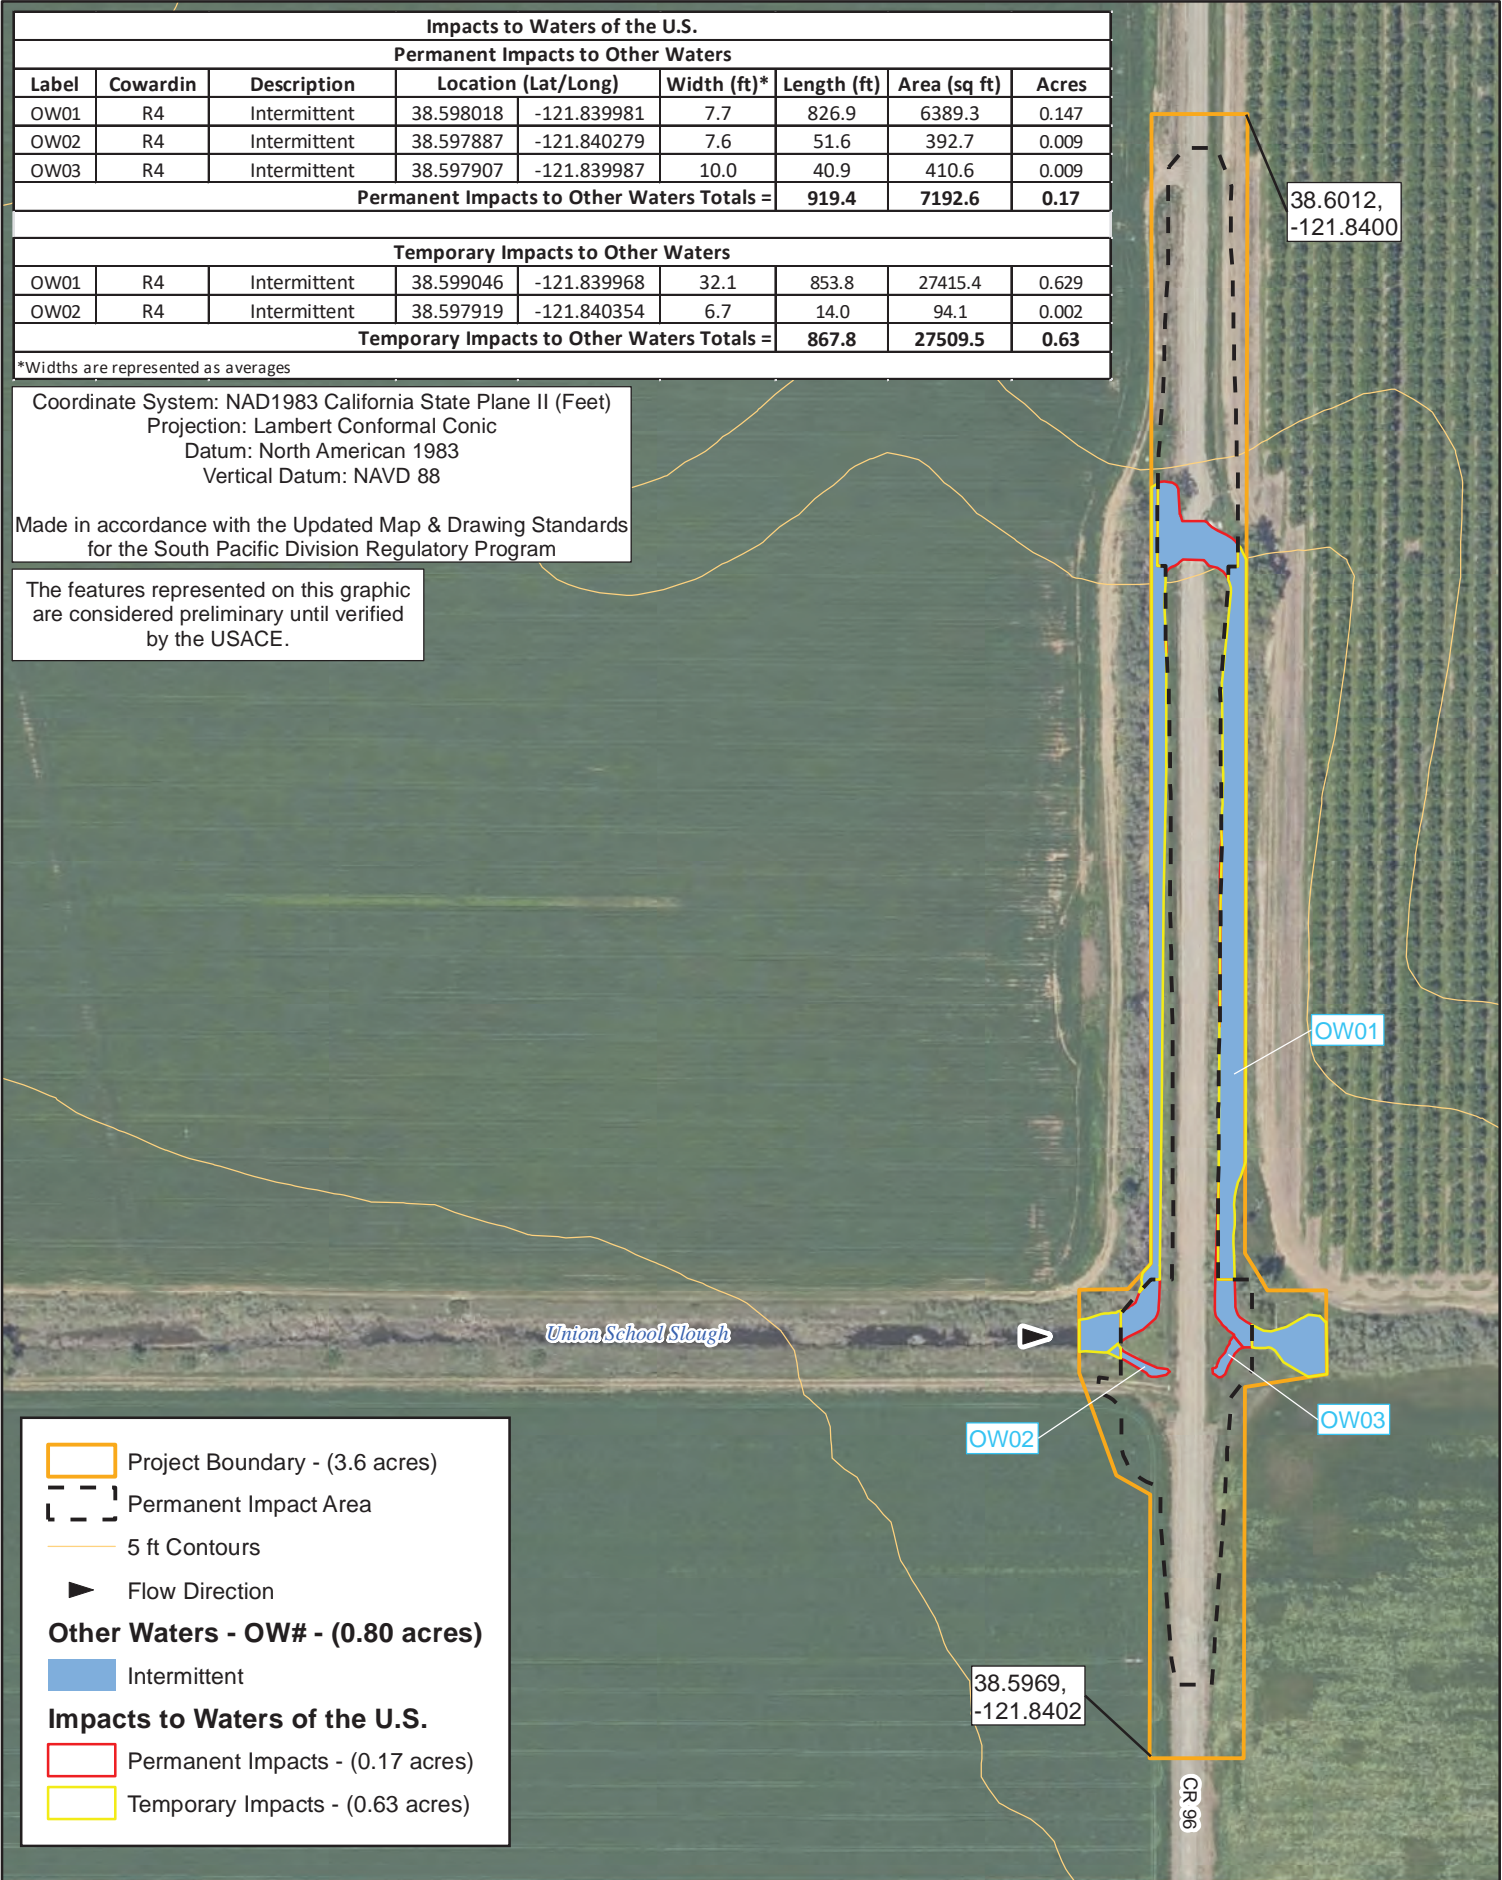 Impacts to Waters of the U.S.
Permanent Impacts to Other Waters
Label Cowardin Description Location (Lat/Long) Width (ft)* Length (ft) Area (sq ft) Acres
OW01 R4 Intermittent 38.598018 -121.839981 7.7 826.9 6389.3 0.147
OW02 R4 Intermittent 38.597887 -121.840279 7.6 51.6 392.7 0.009
OW03 R4 Intermittent 38.597907 -121.839987 10.0 40.9 410.6 0.009
Permanent Impacts to Other Waters Totals = 919.4 7192.6 0.17
Temporary Impacts to Other Waters
OW01 R4 Intermittent 38.599046 -121.839968 32.1 853.8 27415.4 0.629
OW02 R4 Intermittent 38.597919 -121.840354 6.7 14.0 94.1 0.002
Temporary Impacts to Other Waters Totals = 867.8 27509.5 0.63
*Widths are represented as averages
Coordinate System: NAD1983 California State Plane II (Feet)
Projection: Lambert Conformal Conic
Datum: North American 1983
Vertical Datum: NAVD 88
Made in accordance with the Updated Map & Drawing Standards
for the South Pacific Division Regulatory Program
The features represented on this graphic
are considered preliminary until verified
by the USACE.
38.6012,
-121.8400
OW01
Union School Slough
OW02
OW03
38.5969,
-121.8402
CR 96
Project Boundary - (3.6 acres)
Permanent Impact Area
5 ft Contours
Flow Direction
Other Waters - OW# - (0.80 acres)
Intermittent
Impacts to Waters of the U.S.
Permanent Impacts - (0.17 acres)
Temporary Impacts - (0.63 acres)